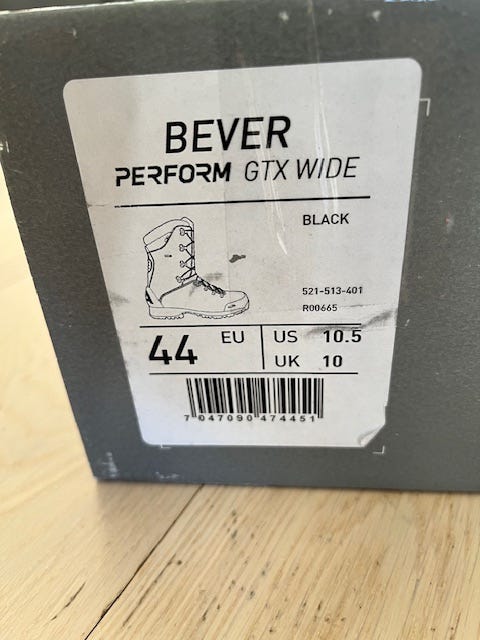 BEVER
PERFORM GTX WIDE
BLACK
521-513-401
R00665
44 EU US 10.5
UK 10
7 047090 474451